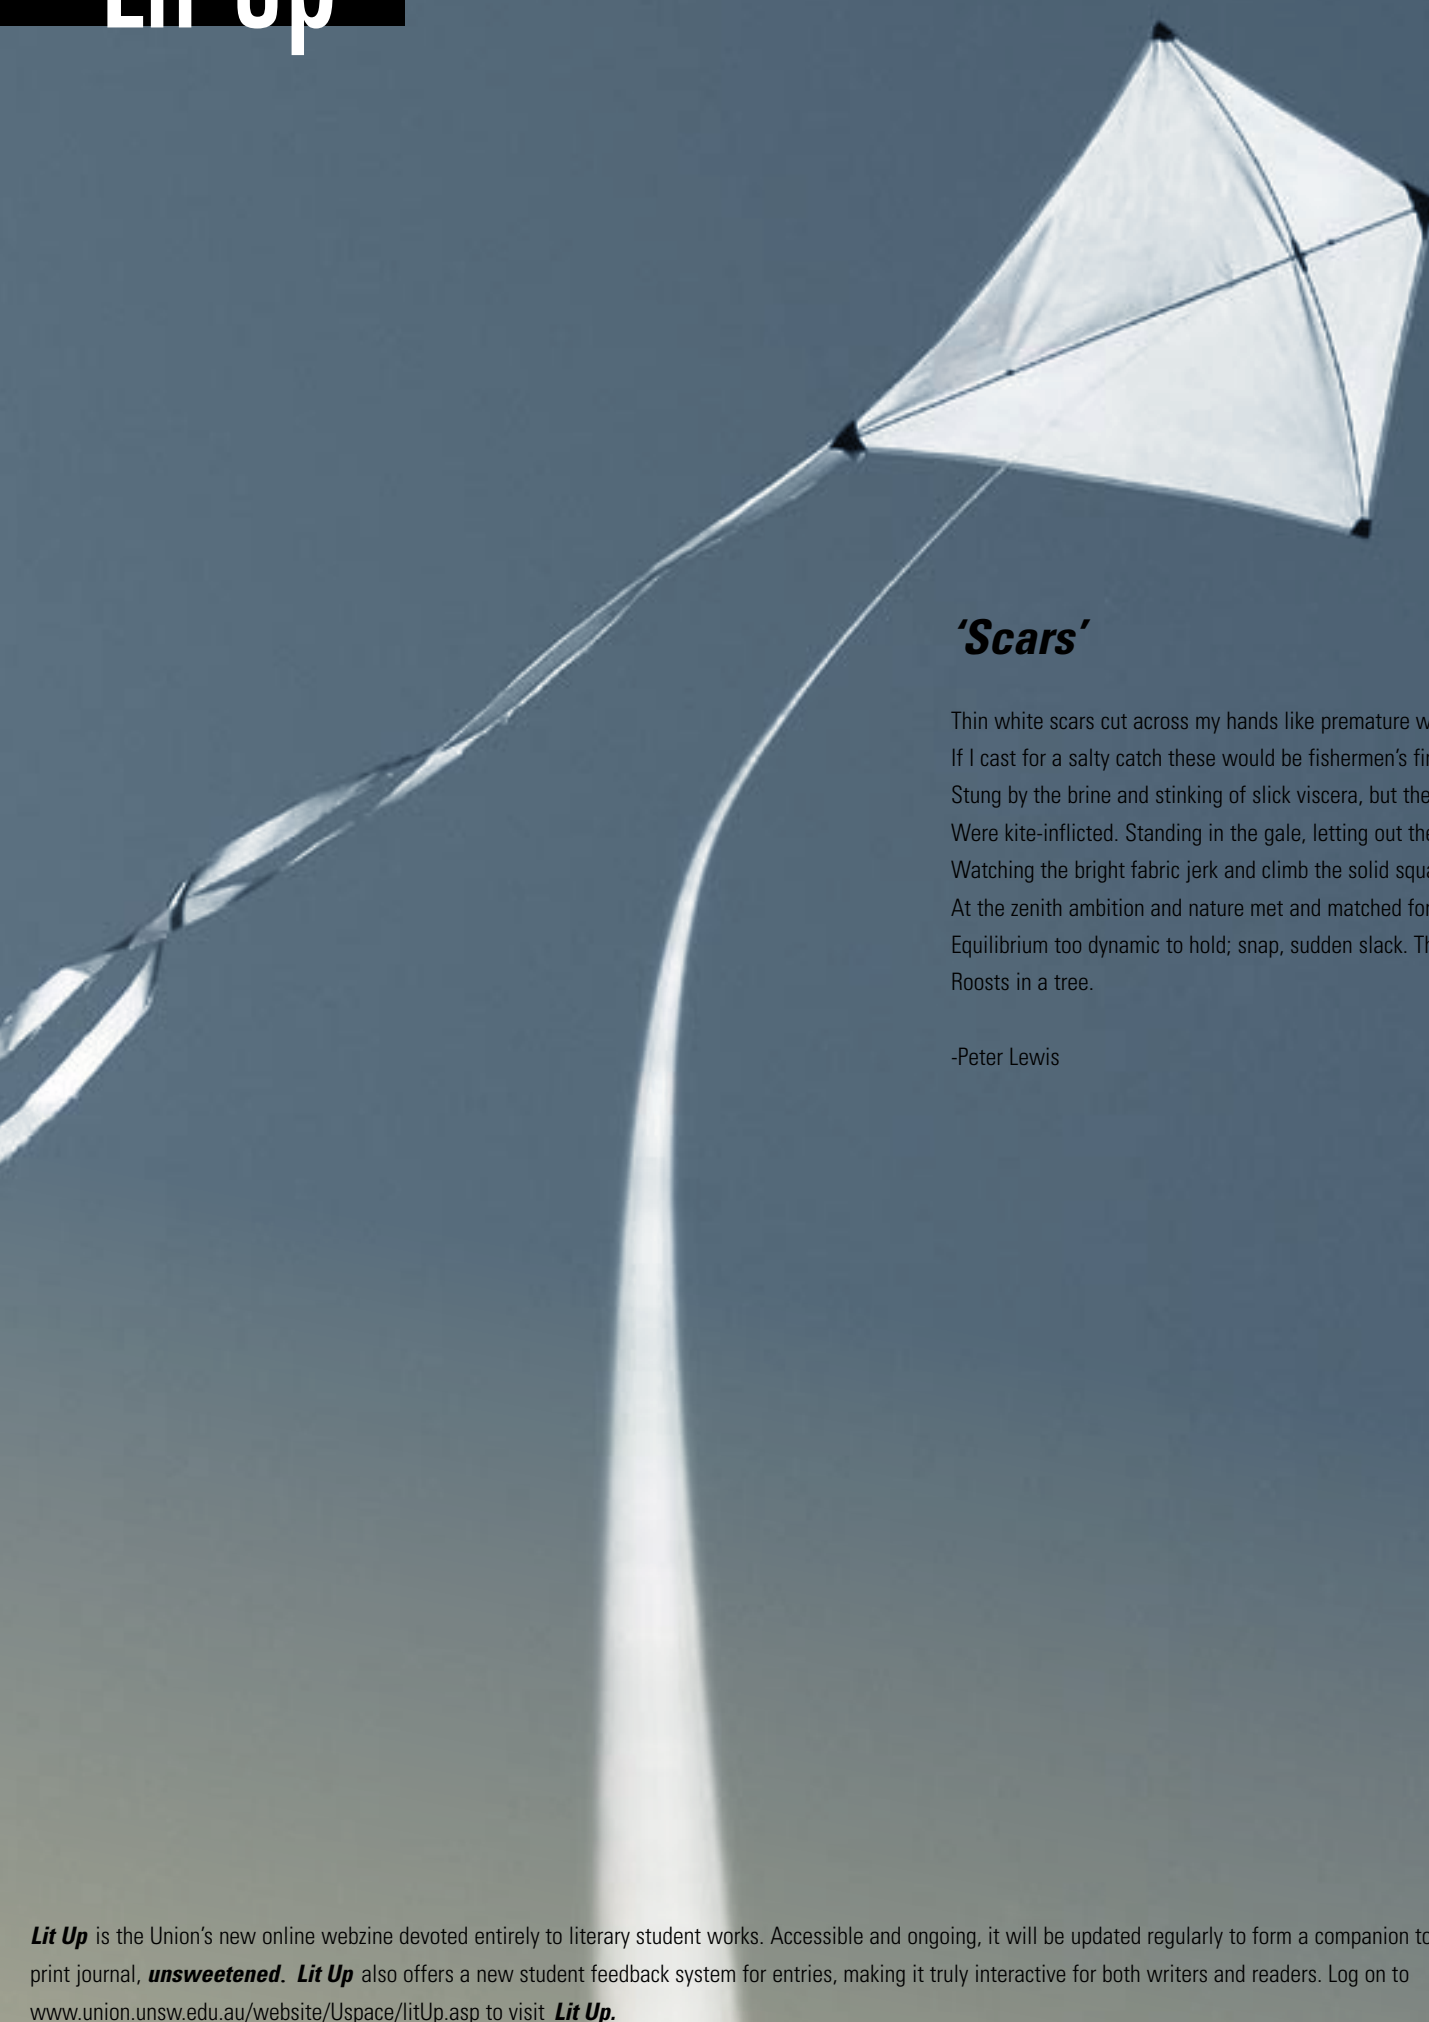 Lit Up
‘Scars’
Thin white scars cut across my hands like premature
If I cast for a salty catch these would be fishermen’s
Stung by the brine and stinking of slick viscera, but
Were kite-inflicted. Standing in the gale, letting out
Watching the bright fabric jerk and climb the solid
At the zenith ambition and nature met and matched for
Equilibrium too dynamic to hold; snap, sudden slack.
Roosts in a tree.
-Peter Lewis
Lit Up is the Union’s new online webzine devoted entirely to literary student works. Accessible and ongoing, it will be updated regularly to form a companion to
print journal, unsweetened. Lit Up also offers a new student feedback system for entries, making it truly interactive for both writers and readers. Log on to
www.union.unsw.edu.au/website/Uspace/litUp.asp to visit Lit Up.